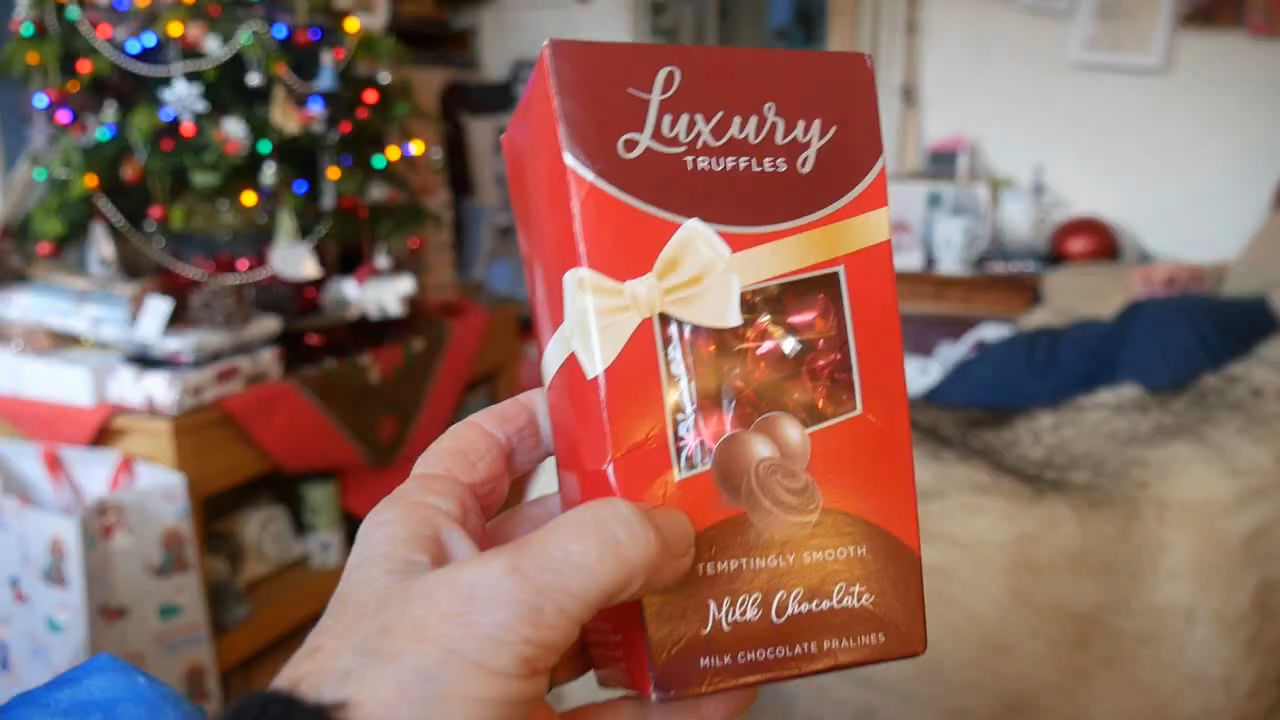 Luxury
TRUFFLES
TEMPTINGLY SMOOTH
Milk Chocolate
MILK CHOCOLATE PRALINES